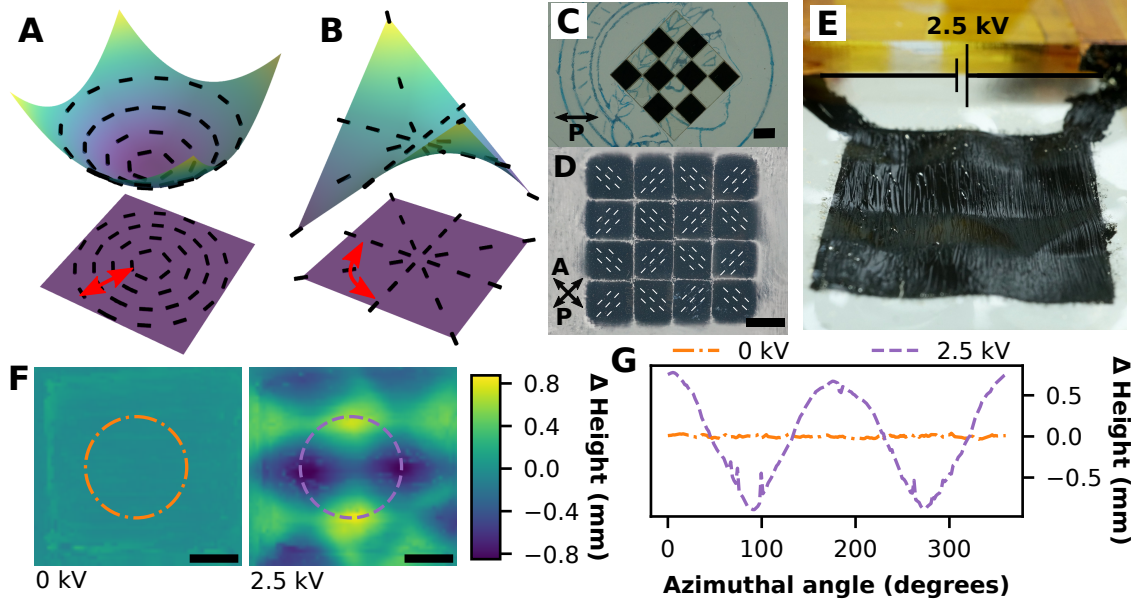 A
B
C
P
D
A
P
E
2.5 kV
F
0 kV
2.5 kV
0.8
0.4
0.0
−0.4
−0.8
Δ Height (mm)
G
0 kV
2.5 kV
0.5
0.0
−0.5
Δ Height (mm)
0
100
200
300
Azimuthal angle (degrees)